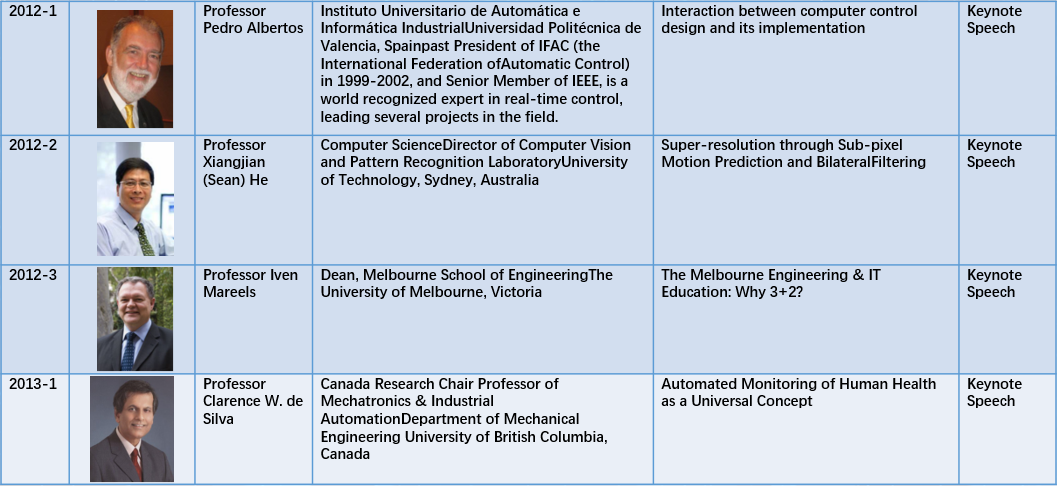 2012-1
Professor
Pedro Albertos
Instituto Universitario de Automática e
Informática IndustrialUniversidad Politécnica de
Valencia, Spainpast President of IFAC (the
International Federation ofAutomatic Control)
in 1999-2002, and Senior Member of IEEE, is a
world recognized expert in real-time control,
leading several projects in the field.
Interaction between computer control
design and its implementation
Keynote
Speech
2012-2
Professor
Xiangjian
(Sean) He
Computer ScienceDirector of Computer Vision
and Pattern Recognition LaboratoryUniversity
of Technology, Sydney, Australia
Super-resolution through Sub-pixel
Motion Prediction and BilateralFiltering
Keynote
Speech
2012-3
Professor Iven
Mareels
Dean, Melbourne School of EngineeringThe
University of Melbourne, Victoria
The Melbourne Engineering & IT
Education: Why 3+2?
Keynote
Speech
2013-1
Professor
Clarence W. de
Silva
Canada Research Chair Professor of
Mechatronics & Industrial
AutomationDepartment of Mechanical
Engineering University of British Columbia,
Canada
Automated Monitoring of Human Health
as a Universal Concept
Keynote
Speech